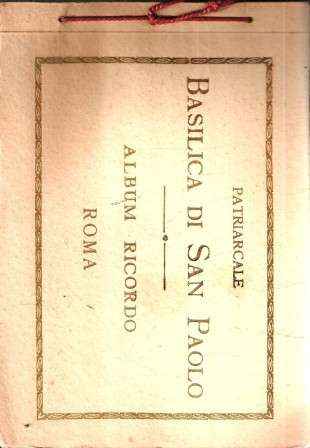 PATRIARCALE
BASILICA DI SAN PAOLO
ALBUM RICORDO
ROMA